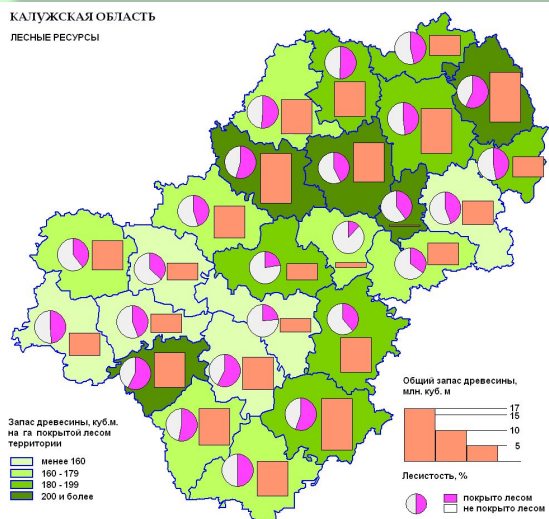 КАЛУЖСКАЯ ОБЛАСТЬ
ЛЕСНЫЕ РЕСУРСЫ
Запас древесины, куб.м.
на га покрытой лесом
территории
менее 160
160 - 179
180 - 199
200 и более
Общий запас древесины,
млн. куб. м
17
15
10
5
Лесистость, %
покрыто лесом
не покрыто лесом